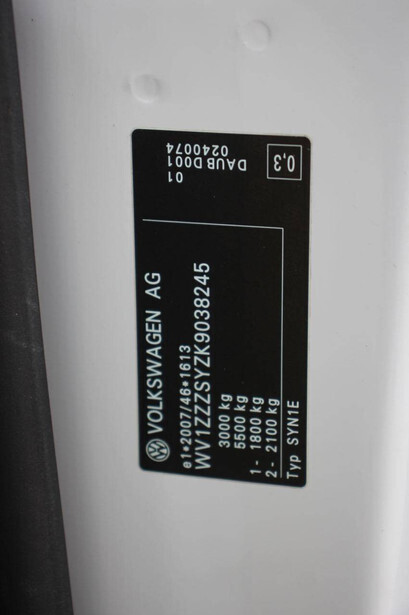 VOLKSWAGEN AG
e1*2007/46*1613
WV1ZZZSYZK9038245
3000 kg
5500 kg
1- 1800 kg
2- 2100 kg
Typ SYN1E
01
DAUB D001
0240074
0,3